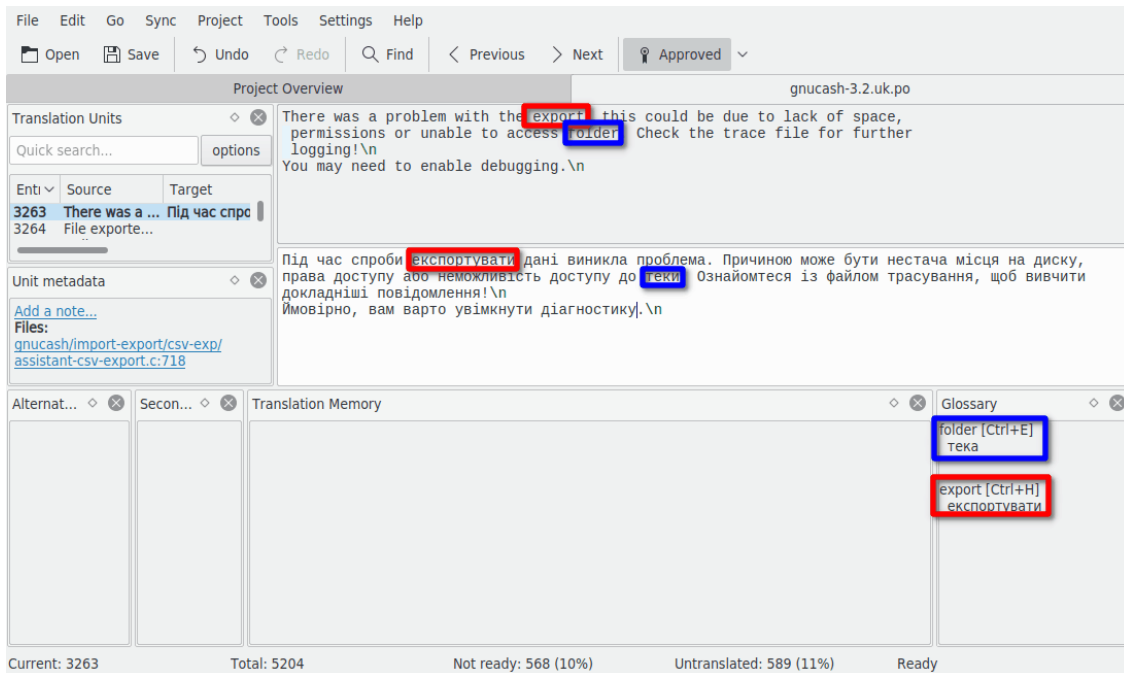 File Edit Go Sync Project Tools Settings Help
Open Save Undo Redo Find Previous Next Approved
Project Overview gnucash-3.2.uk.po
Translation Units
Quick search... options
Source Target
3263 There was a ... Під час спро
3264 File exporte...
Unit metadata
Add a note...
Files:
gnucash/import-export/csv-exp/
assistant-csv-export.c:718
There was a problem with the export, this could be due to lack of space,
permissions or unable to access folder. Check the trace file for further
logging!\n
You may need to enable debugging.\n
Під час спроби експортувати дані виникла проблема. Причиною може бути нестача місця на диску,
права доступу або неможливість доступу до теки. Ознайомтеся із файлом трасування, щоб вивчити
докладніші повідомлення!\n
Ймовірно, вам варто увімкнути діагностику.\n
Alternat... Secon... Translation Memory Glossary
folder [Ctrl+E]
тека
export [Ctrl+H]
експортувати
Current: 3263 Total: 5204 Not ready: 568 (10%) Untranslated: 589 (11%) Ready